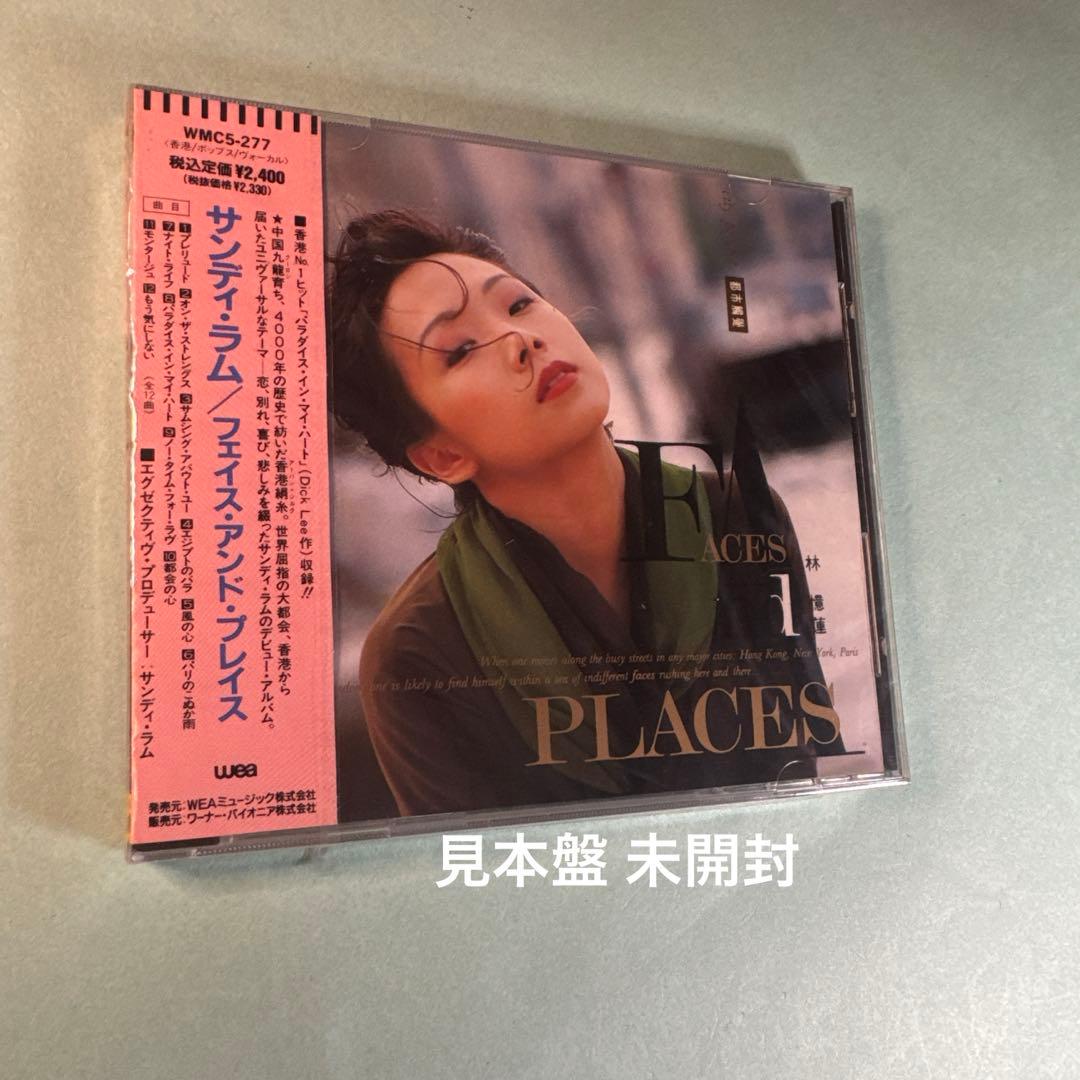 WMC5-277
〈香港/ポップス/ヴォーカル〉
税込定価¥2,400
(税抜価格¥2,330)
■香港No.1ヒット「パラダイス・イン・マイ・ハート」(Dick Lee作)収録!!
★中国九龍育ち、4000年の歴史で紡いだ香港絹糸。世界屈指の大都会、香港から
届いたユニヴァーサルなテーマ──恋、別れ、喜び、悲しみを綴ったサンディ・ラムのデビュー・アルバム。
サンディ・ラム/フェイス・アンド・プレイス
曲目
1プレリュード 2オン・ザ・ストレングス 3サムシング・アバウト・ユー 4エジプトのバラ 5風の心 6パリのこぬか雨
7ナイト・ライフ 8パラダイス・イン・マイ・ハート 9ノー・タイム・フォー・ラヴ 10都会の心
11モンタージュ 12もう気にしない (全12曲)
■エグゼクティヴ・プロデューサー:サンディ・ラム
wea
発売元:WEAミュージック株式会社
販売元:ワーナー・パイオニア株式会社
都市觸覺
FACES
林
憶
蓮
When one moves along the busy streets in any major cities: Hong Kong, New York, Paris
one is likely to find himself within a sea of indifferent faces rushing here and there...
PLACES
見本盤 未開封